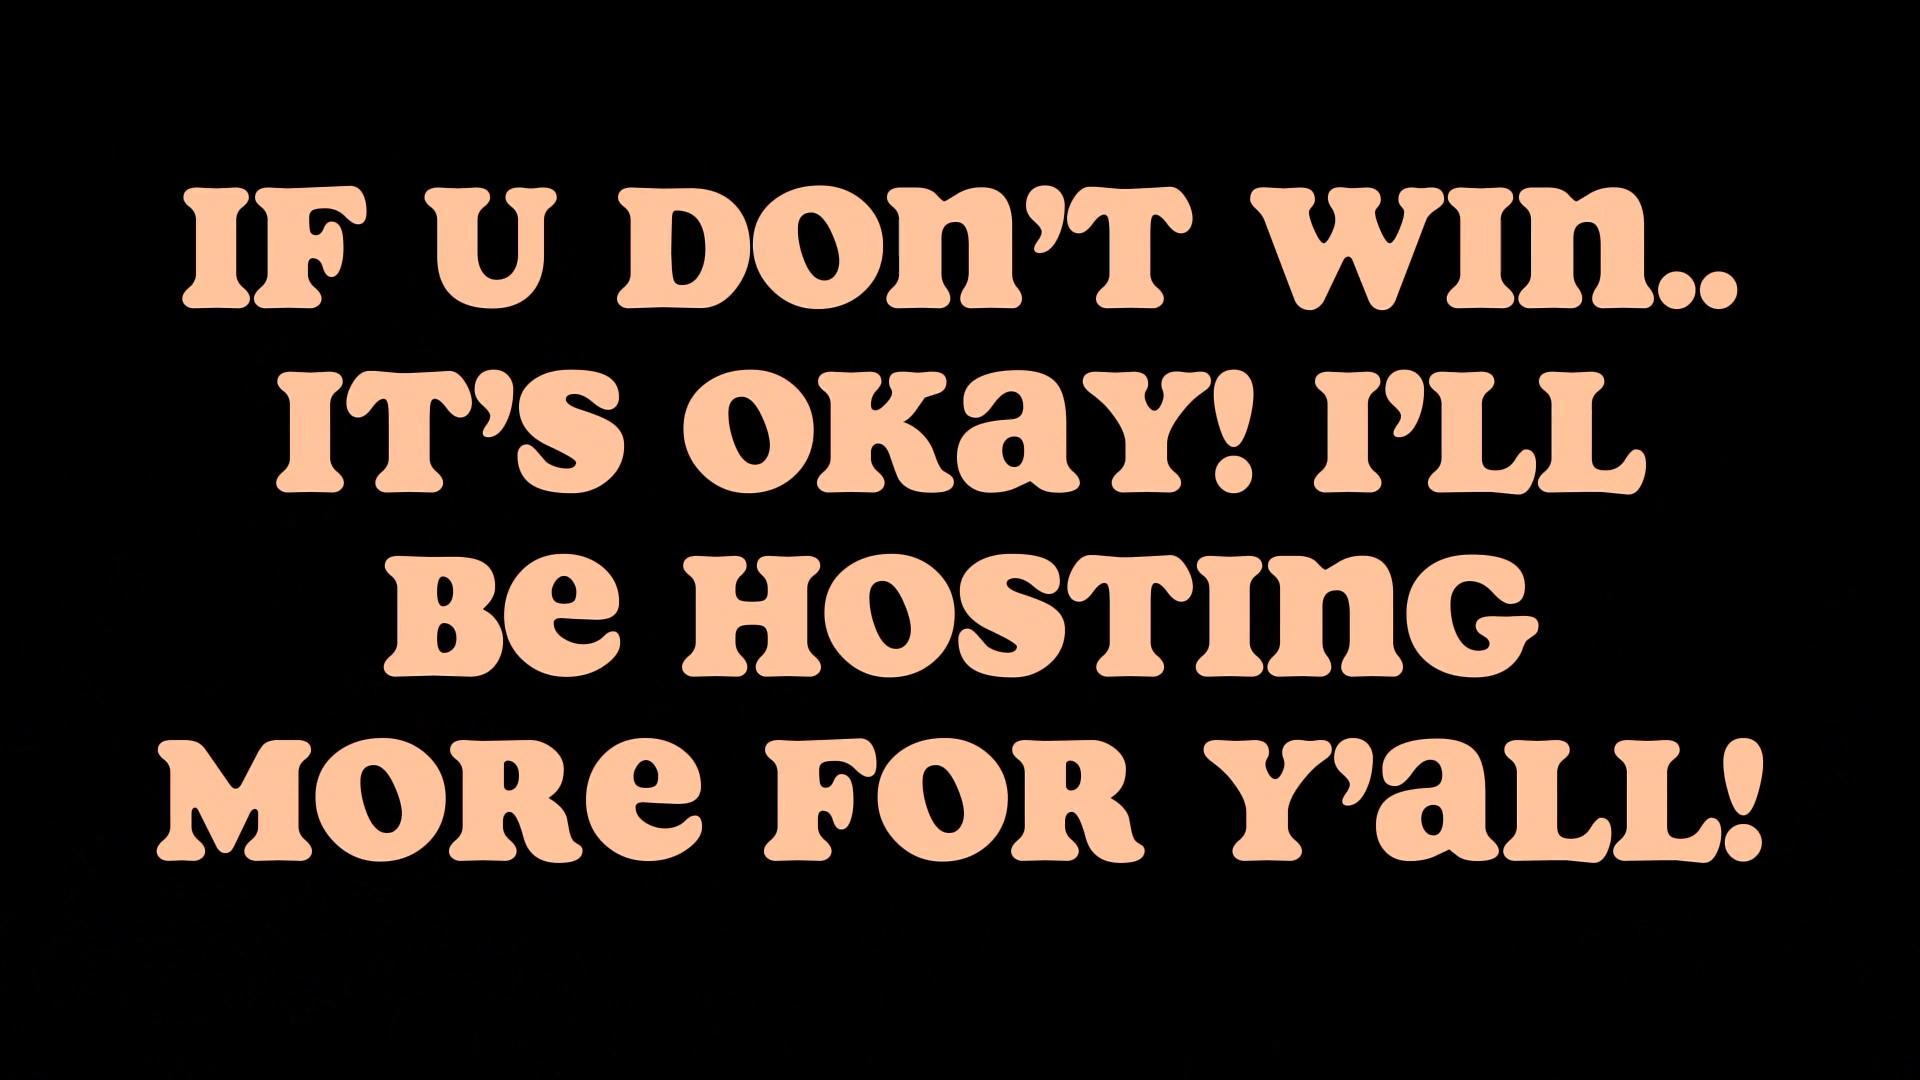 IF U DON'T WIN..
IT'S OKAY! I'LL
BE HOSTING
MORE FOR Y'ALL!